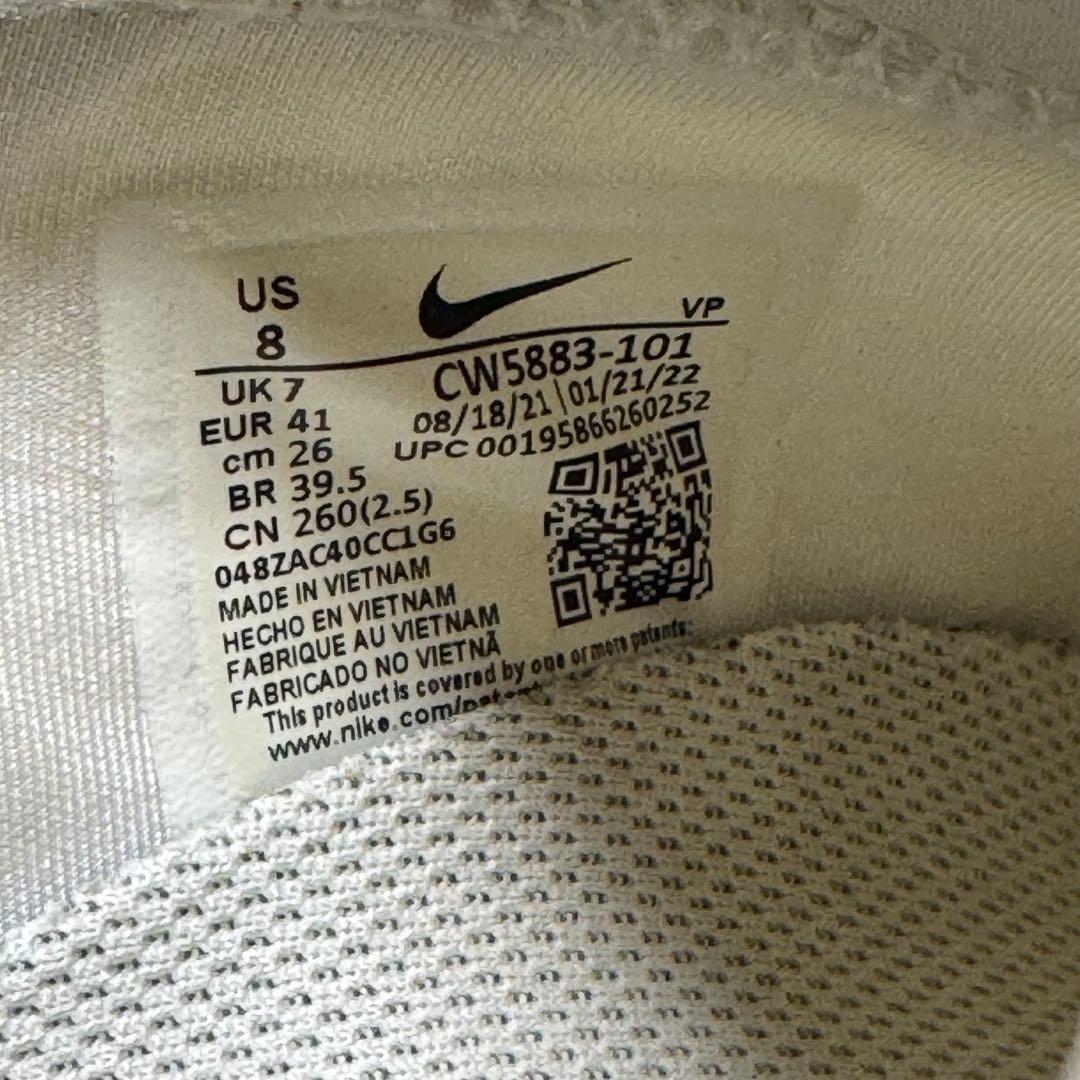 US
8
VP
UK 7
EUR 41
cm 26
BR 39.5
CN 260(2.5)
CW5883-101
08/18/21\01/21/22
UPC 00195866260252
048ZAC40CC1G6
MADE IN VIETNAM
HECHO EN VIETNAM
FABRIQUE AU VIETNAM
FABRICADO NO VIETNÃ
This product is covered by one or more patents:
www.nike.com/